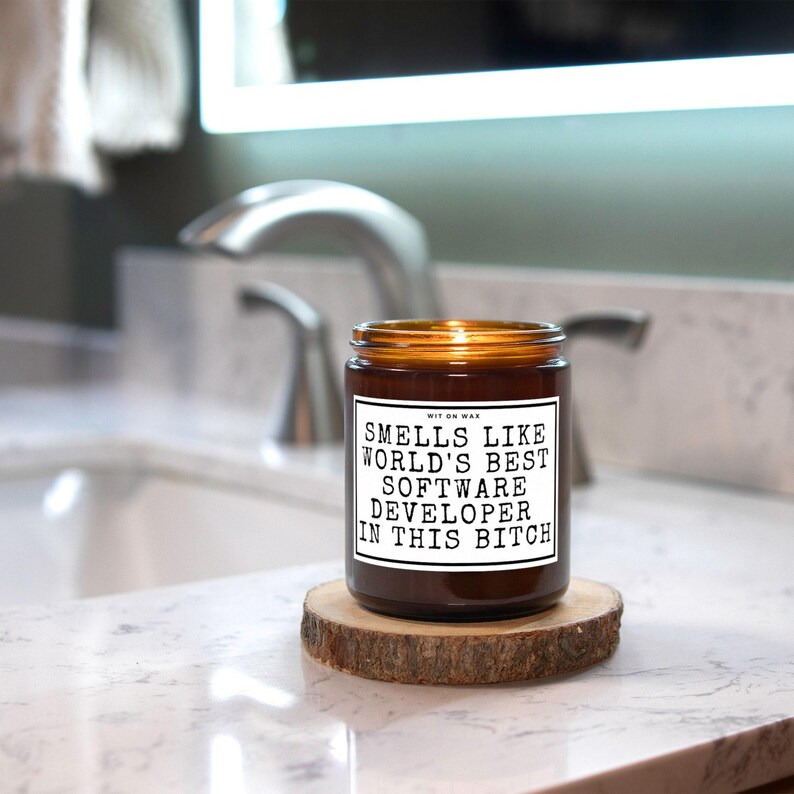 WIT ON WAX
SMELLS LIKE
WORLD'S BEST
SOFTWARE
DEVELOPER
IN THIS BITCH